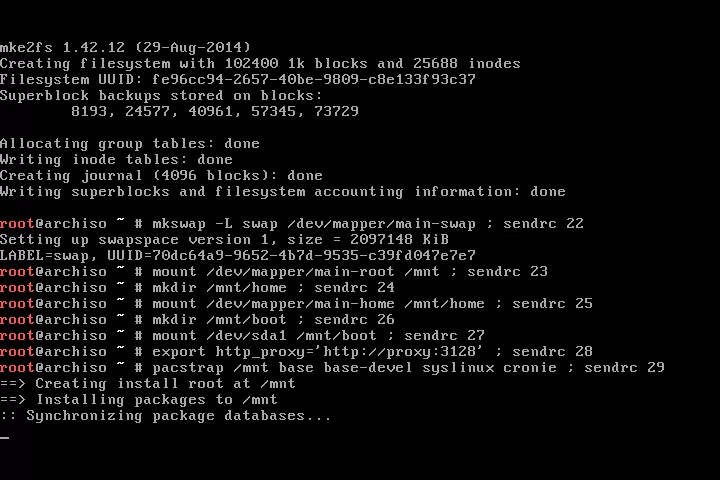 mke2fs 1.42.12 (29-Aug-2014)
Creating filesystem with 102400 1k blocks and 25688 inodes
Filesystem UUID: fe96cc94-2657-40be-9809-c8e133f93c37
Superblock backups stored on blocks:
        8193, 24577, 40961, 57345, 73729
Allocating group tables: done
Writing inode tables: done
Creating journal (4096 blocks): done
Writing superblocks and filesystem accounting information: done
root@archiso ~ # mkswap -L swap /dev/mapper/main-swap ; sendrc 22
Setting up swapspace version 1, size = 2097148 KiB
LABEL=swap, UUID=70dc64a9-9652-4b7d-9535-c39fd047e7e7
root@archiso ~ # mount /dev/mapper/main-root /mnt ; sendrc 23
root@archiso ~ # mkdir /mnt/home ; sendrc 24
root@archiso ~ # mount /dev/mapper/main-home /mnt/home ; sendrc 25
root@archiso ~ # mkdir /mnt/boot ; sendrc 26
root@archiso ~ # mount /dev/sda1 /mnt/boot ; sendrc 27
root@archiso ~ # export http_proxy='http://proxy:3128' ; sendrc 28
root@archiso ~ # pacstrap /mnt base base-devel syslinux cronie ; sendrc 29
==> Creating install root at /mnt
==> Installing packages to /mnt
:: Synchronizing package databases...